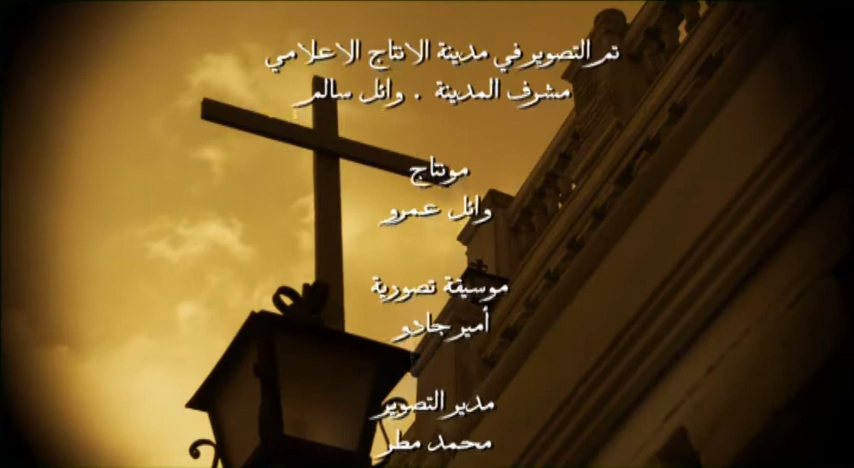 تم التصوير في مدينة الانتاج الاعلامي
مشرف المدينة . وائل سالم
مونتاج
وائل عمرو
موسيقة تصورية
أمير جادو
مدير التصوير
محمد مطر